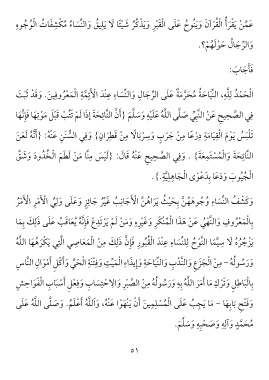 عَمَّنْ يَقْرَأُ الْقُرْآنَ وَيَنُوحُ عَلَى الْقَبْرِ وَيَذْكُرُ شَيْئًا لَا يَلِيقُ وَالنِّسَاءُ مُكَشَّفَاتُ الْوُجُوهِ
وَالرِّجَالُ حَوْلَهُمْ؟.
فَأَجَابَ:
الْحَمْدُ لِلَّهِ، النِّيَاحَةُ مُحَرَّمَةٌ عَلَى الرِّجَالِ وَالنِّسَاءِ عِنْدَ الْأَئِمَّةِ الْمَعْرُوفِينَ. وَقَدْ ثَبَتَ
فِي الصَّحِيحِ عَنْ النَّبِيِّ صَلَّى اللَّهُ عَلَيْهِ وَسَلَّمَ {أَنَّ النَّائِحَةَ إذَا لَمْ تَتُبْ قَبْلَ مَوْتِهَا فَإِنَّهَا
تَلْبَسُ يَوْمَ الْقِيَامَةِ دِرْعًا مِنْ جَرَبٍ وَسِرْبَالًا مِنْ قَطِرَانٍ} وَفِي السُّنَنِ عَنْهُ: {أَنَّهُ لَعَنَ
النَّائِحَةَ وَالْمُسْتَمِعَةَ} . وَفِي الصَّحِيحِ عَنْهُ قَالَ: {لَيْسَ مِنَّا مَنْ لَطَمَ الْخُدُودَ وَشَقَّ
الْجُيُوبَ وَدَعَا بِدَعْوَى الْجَاهِلِيَّةِ.} .
وَكَشْفُ النِّسَاءِ وُجُوهَهُنَّ بِحَيْثُ يَرَاهُنَّ الْأَجَانِبُ غَيْرُ جَائِزٍ وَعَلَى وَلِيِّ الْأَمْرِ الْأَمْرُ
بِالْمَعْرُوفِ وَالنَّهْيُ عَنْ هَذَا الْمُنْكَرِ وَغَيْرِهِ وَمَنْ لَمْ يَرْتَدِعْ فَإِنَّهُ يُعَاقَبُ عَلَى ذَلِكَ بِمَا
يَزْجُرُهُ لَا سِيَّمَا النَّوْحُ لِلنِّسَاءِ عِنْدَ الْقُبُورِ فَإِنَّ ذَلِكَ مِنْ الْمَعَاصِي الَّتِي يَكْرَهُهَا اللَّهُ
وَرَسُولُهُ - مِنْ الْجَزَعِ وَالنَّدْبِ وَالنِّيَاحَةِ وَإِيذَاءِ الْمَيِّتِ وَفِتْنَةِ الْحَيِّ وَأَكْلِ أَمْوَالِ النَّاسِ
بِالْبَاطِلِ وَتَرْكِ مَا أَمَرَ اللَّهُ بِهِ وَرَسُولُهُ مِنْ الصَّبْرِ وَالِاحْتِسَابِ وَفِعْلِ أَسْبَابِ الْفَوَاحِشِ
وَفَتْحِ بَابِهَا - مَا يَجِبُ عَلَى الْمُسْلِمِينَ أَنْ يَنْهَوْا عَنْهُ، وَاَللَّهُ أَعْلَمُ. وَصَلَّى اللَّهُ عَلَى
مُحَمَّدٍ وَآلِهِ وَصَحْبِهِ وَسَلَّمَ.
٥١